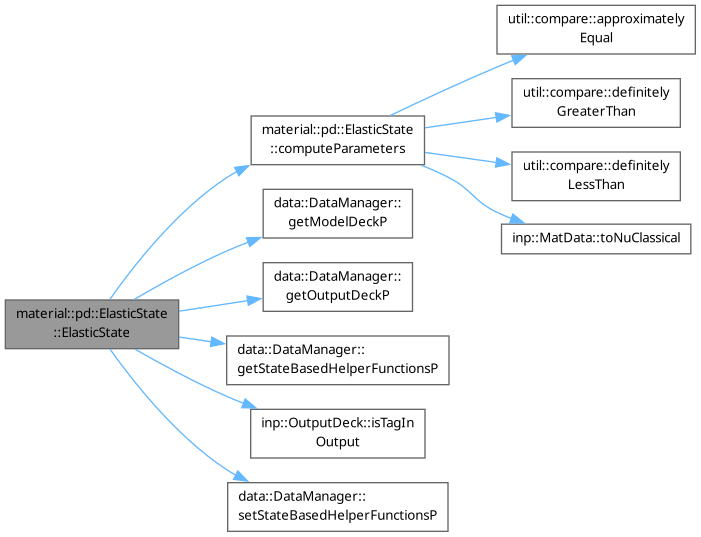 util::compare::approximately
Equal
util::compare::definitely
GreaterThan
material::pd::ElasticState
::computeParameters
util::compare::definitely
LessThan
data::DataManager::
getModelDeckP
inp::MatData::toNuClassical
data::DataManager::
getOutputDeckP
material::pd::ElasticState
::ElasticState
data::DataManager::
getStateBasedHelperFunctionsP
inp::OutputDeck::isTagIn
Output
data::DataManager::
setStateBasedHelperFunctionsP